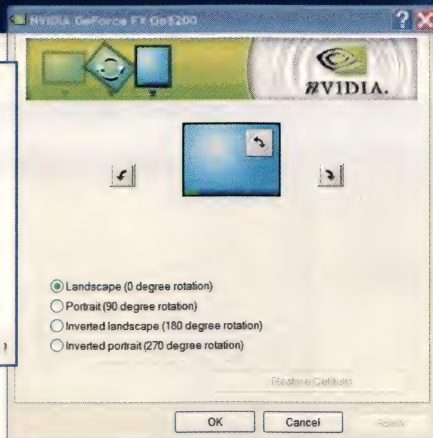 NVIDIA GeForce FX Go5200
nVIDIA.
Landscape (0 degree rotation)
Portrait (90 degree rotation)
Inverted landscape (180 degree rotation)
Inverted portrait (270 degree rotation)
Restore Defaults
OK Cancel